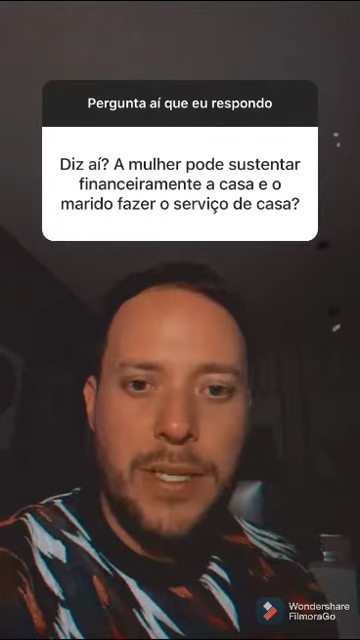 Pergunta aí que eu respondo
Diz aí? A mulher pode sustentar
financeiramente a casa e o
marido fazer o serviço de casa?
Wondershare
FilmoraGo